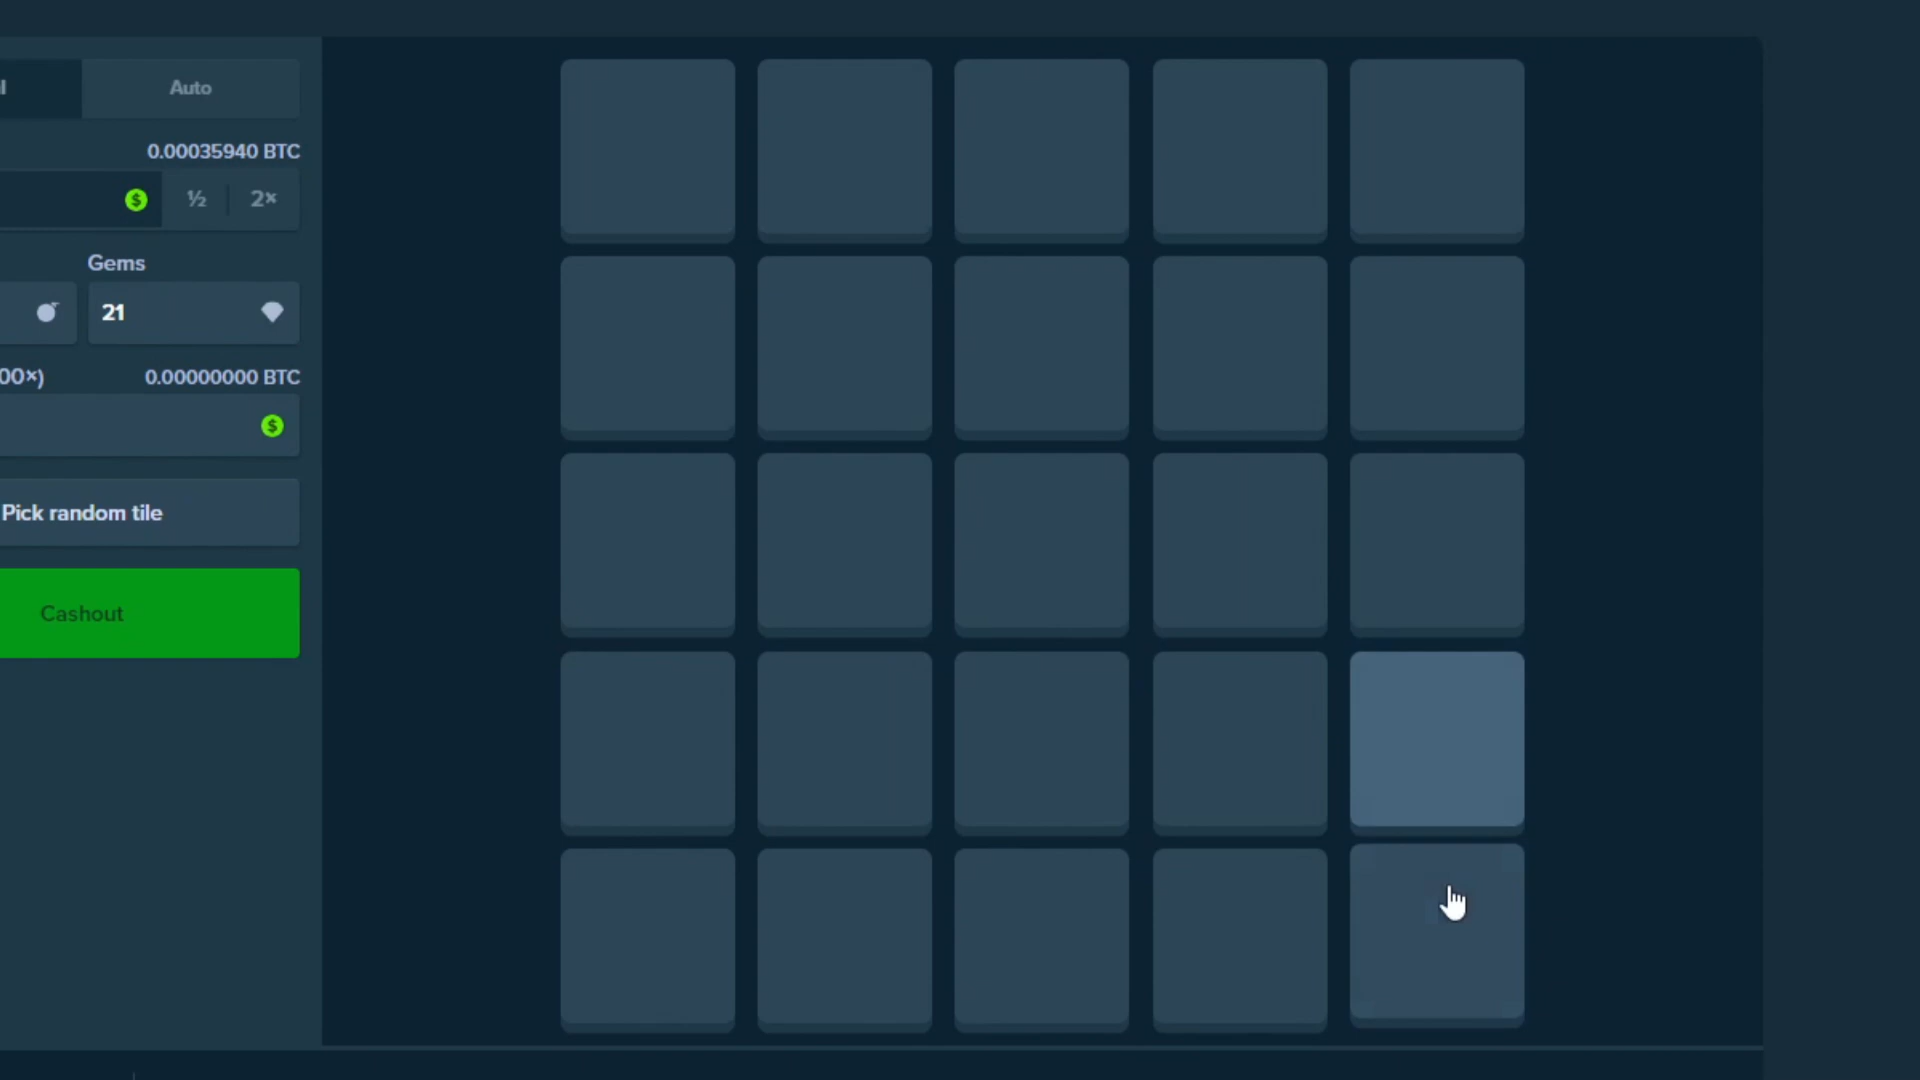 Auto
0.00035940 BTC
$ ½ 2×
Gems
21
00×) 0.00000000 BTC
$
Pick random tile
Cashout